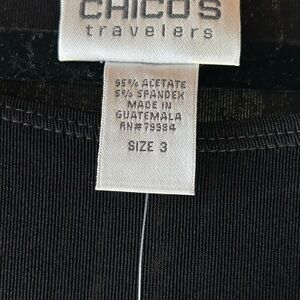 CHICO'S
travelers
95% ACETATE
5% SPANDEX
MADE IN
GUATEMALA
RN#79984
SIZE 3